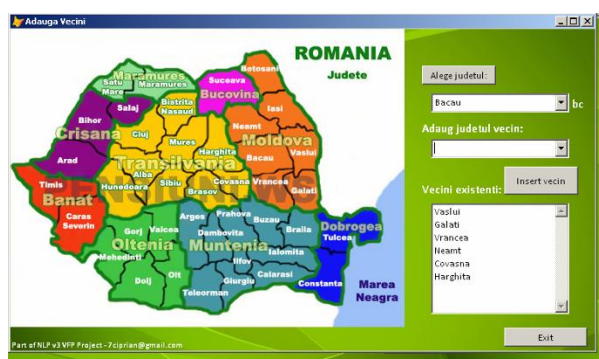 Adauga Vecini
ROMANIA
Judete
Botosani
Suceava
Bucovina
Maramures
Satu Mare
Maramures
Salaj
Bistrita Nasaud
Iasi
Bihor
Crisana
Cluj
Neamt
Moldova
Mures
Harghita
Bacau
Vaslui
Arad
Transilvania
Alba
Timis
Hunedoara
Sibiu
Brasov
Covasna
Vrancea
Galati
Banat
Caras Severin
Gorj
Valcea
Arges
Prahova
Buzau
Braila
Dobrogea
Tulcea
Dambovita
Oltenia
Muntenia
Ialomita
Mehedinti
Ilfov
Dolj
Olt
Giurgiu
Calarasi
Teleorman
Constanta
Marea
Neagra
Part of NLP v3 VFP Project - 7ciprian@gmail.com
Alege judetul:
Bacau
bc
Adaug judetul vecin:
Insert vecin
Vecini existenti:
Vaslui
Galati
Vrancea
Neamt
Covasna
Harghita
Exit